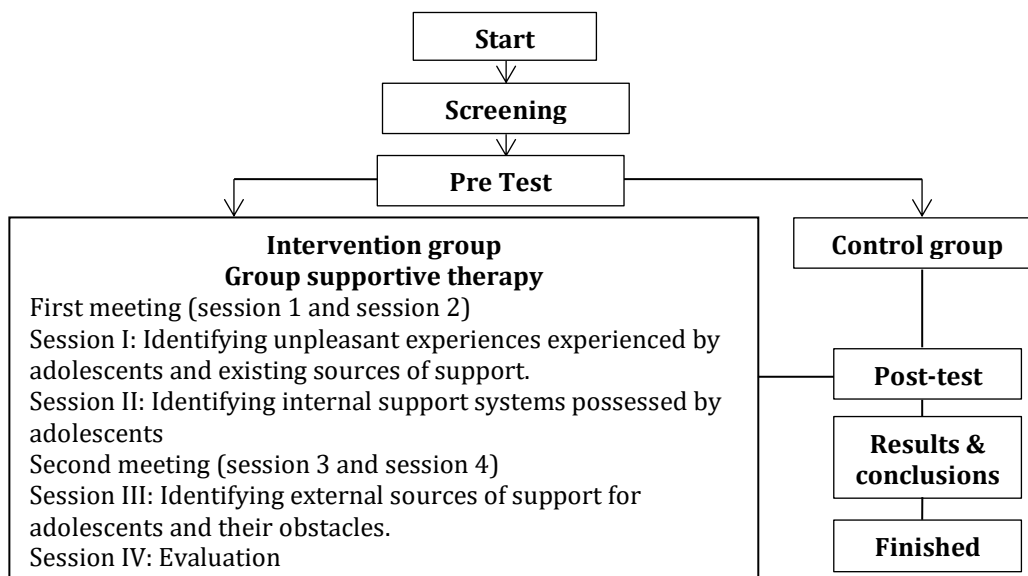 Start
Screening
Pre Test
Intervention group
Group supportive therapy
First meeting (session 1 and session 2)
Session I: Identifying unpleasant experiences experienced by
adolescents and existing sources of support.
Session II: Identifying internal support systems possessed by
adolescents
Second meeting (session 3 and session 4)
Session III: Identifying external sources of support for
adolescents and their obstacles.
Session IV: Evaluation
Control group
Post-test
Results &
conclusions
Finished